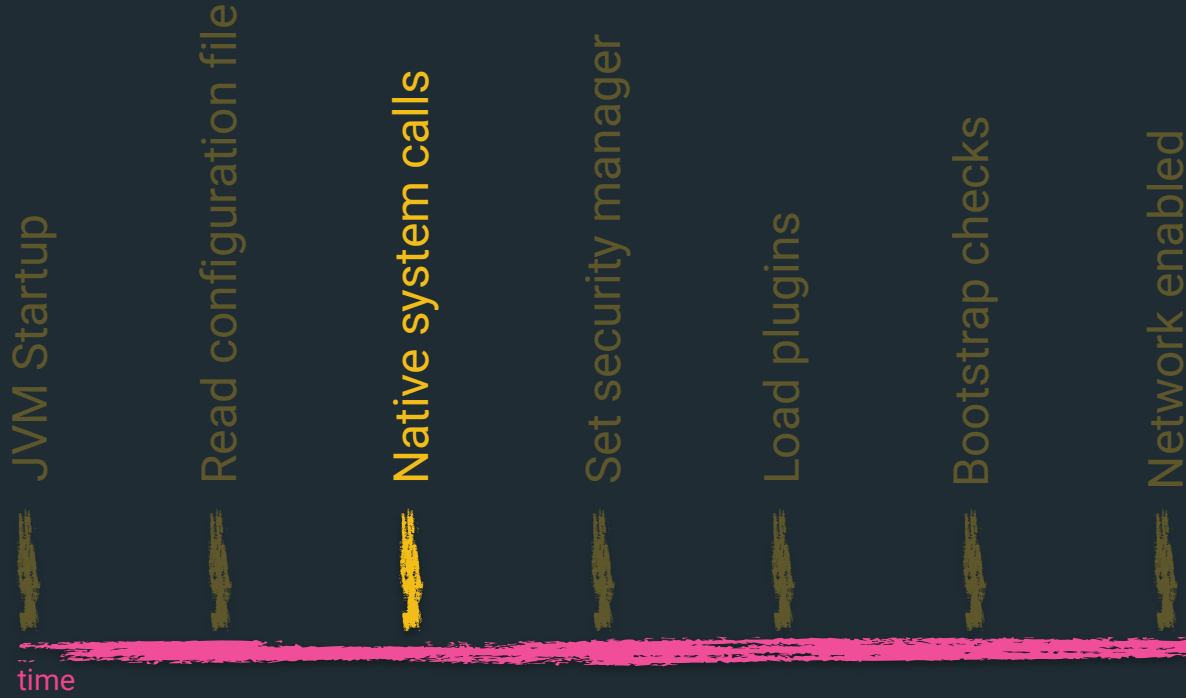 JVM Startup
Read configuration file
Native system calls
Set security manager
Load plugins
Bootstrap checks
Network enabled
time